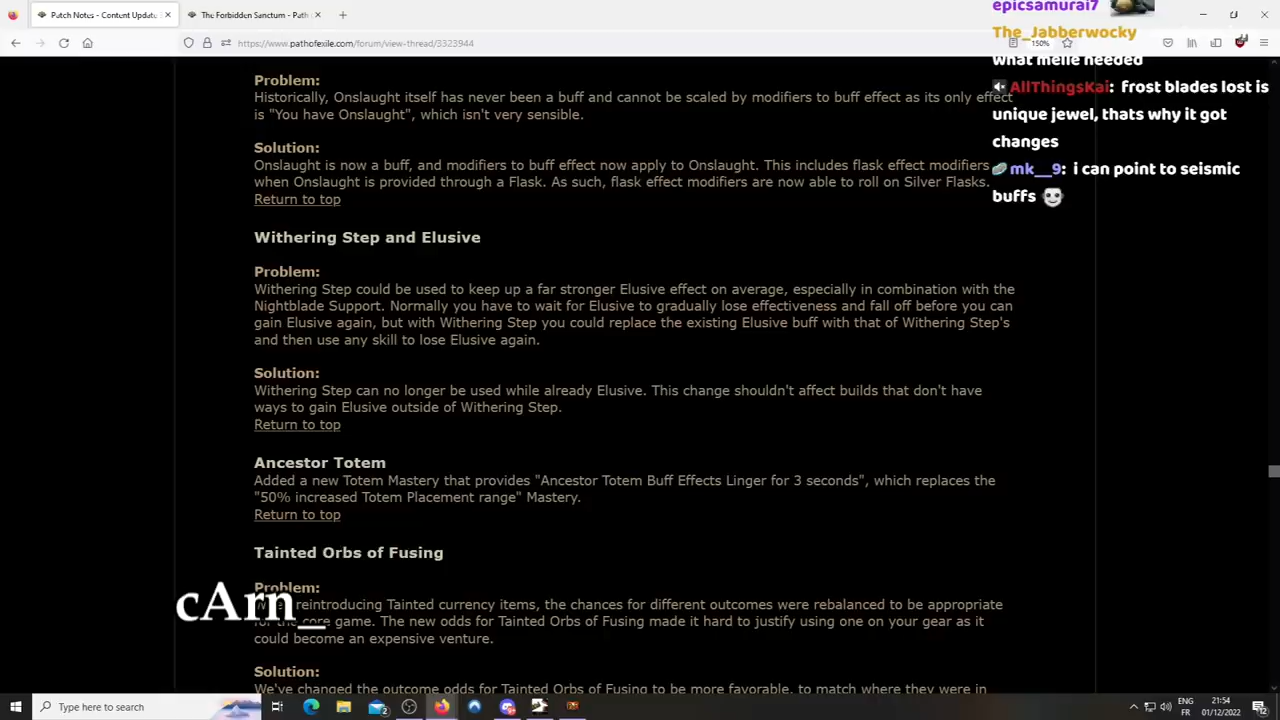 Patch Notes - Content Update
The Forbidden Sanctum - Path
https://www.pathofexile.com/forum/view-thread/3323944
150%
epicsamurai7
The_Jabberwocky
what melle needed
AllThingsKai: frost blades lost is
unique jewel, thats why it got
changes
mk__9: i can point to seismic
buffs
Problem:
Historically, Onslaught itself has never been a buff and cannot be scaled by modifiers to buff effect as its only effect
is "You have Onslaught", which isn't very sensible.
Solution:
Onslaught is now a buff, and modifiers to buff effect now apply to Onslaught. This includes flask effect modifiers
when Onslaught is provided through a Flask. As such, flask effect modifiers are now able to roll on Silver Flasks.
Return to top
Withering Step and Elusive
Problem:
Withering Step could be used to keep up a far stronger Elusive effect on average, especially in combination with the
Nightblade Support. Normally you have to wait for Elusive to gradually lose effectiveness and fall off before you can
gain Elusive again, but with Withering Step you could replace the existing Elusive buff with that of Withering Step's
and then use any skill to lose Elusive again.
Solution:
Withering Step can no longer be used while already Elusive. This change shouldn't affect builds that don't have
ways to gain Elusive outside of Withering Step.
Return to top
Ancestor Totem
Added a new Totem Mastery that provides "Ancestor Totem Buff Effects Linger for 3 seconds", which replaces the
"50% increased Totem Placement range" Mastery.
Return to top
Tainted Orbs of Fusing
Problem:
reintroducing Tainted currency items, the chances for different outcomes were rebalanced to be appropriate
for the core game. The new odds for Tainted Orbs of Fusing made it hard to justify using one on your gear as it
could become an expensive venture.
cArn_
Solution:
We've changed the outcome odds for Tainted Orbs of Fusing to be more favorable, to match where they were in
Type here to search
ENG
FR
21:54
01/12/2022